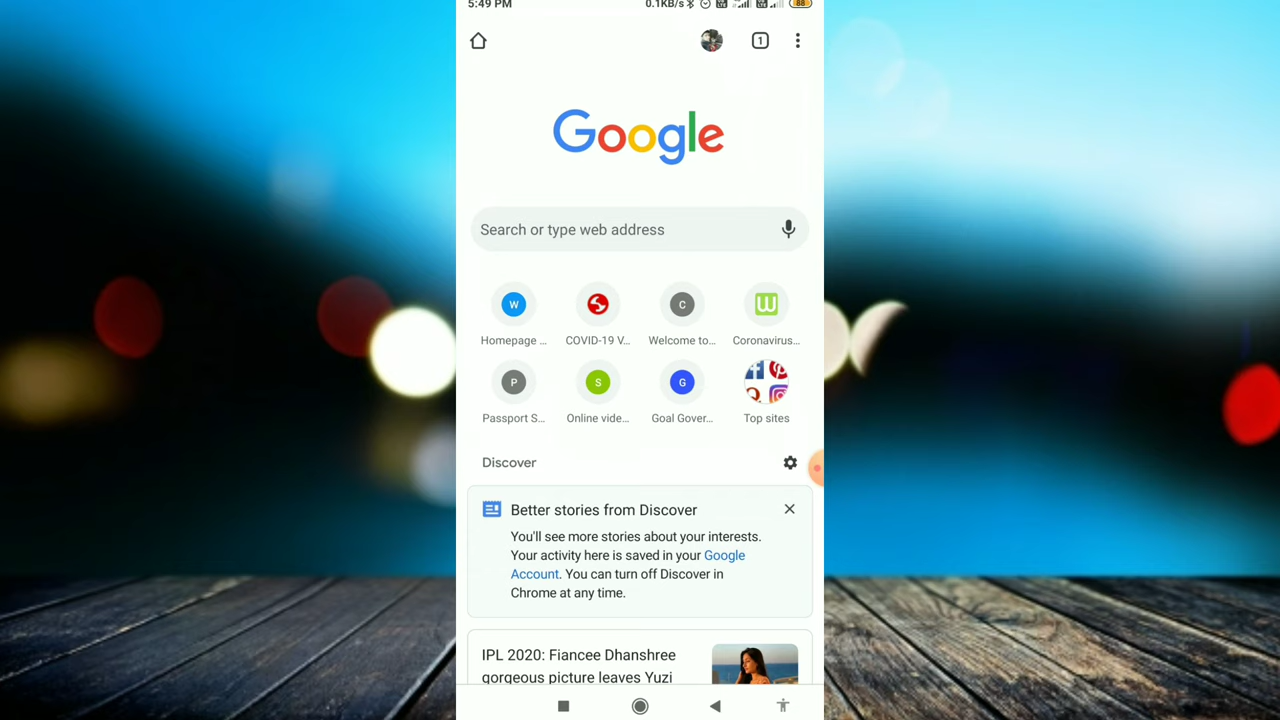 5:49 PM 0.1KB/s 88
1
Google
Search or type web address
W S C W
Homepage ... COVID-19 V... Welcome to... Coronavirus...
P S G
Passport S... Online vide... Goal Gover... Top sites
Discover
Better stories from Discover
You'll see more stories about your interests.
Your activity here is saved in your Google
Account. You can turn off Discover in
Chrome at any time.
IPL 2020: Fiancee Dhanshree
gorgeous picture leaves Yuzi